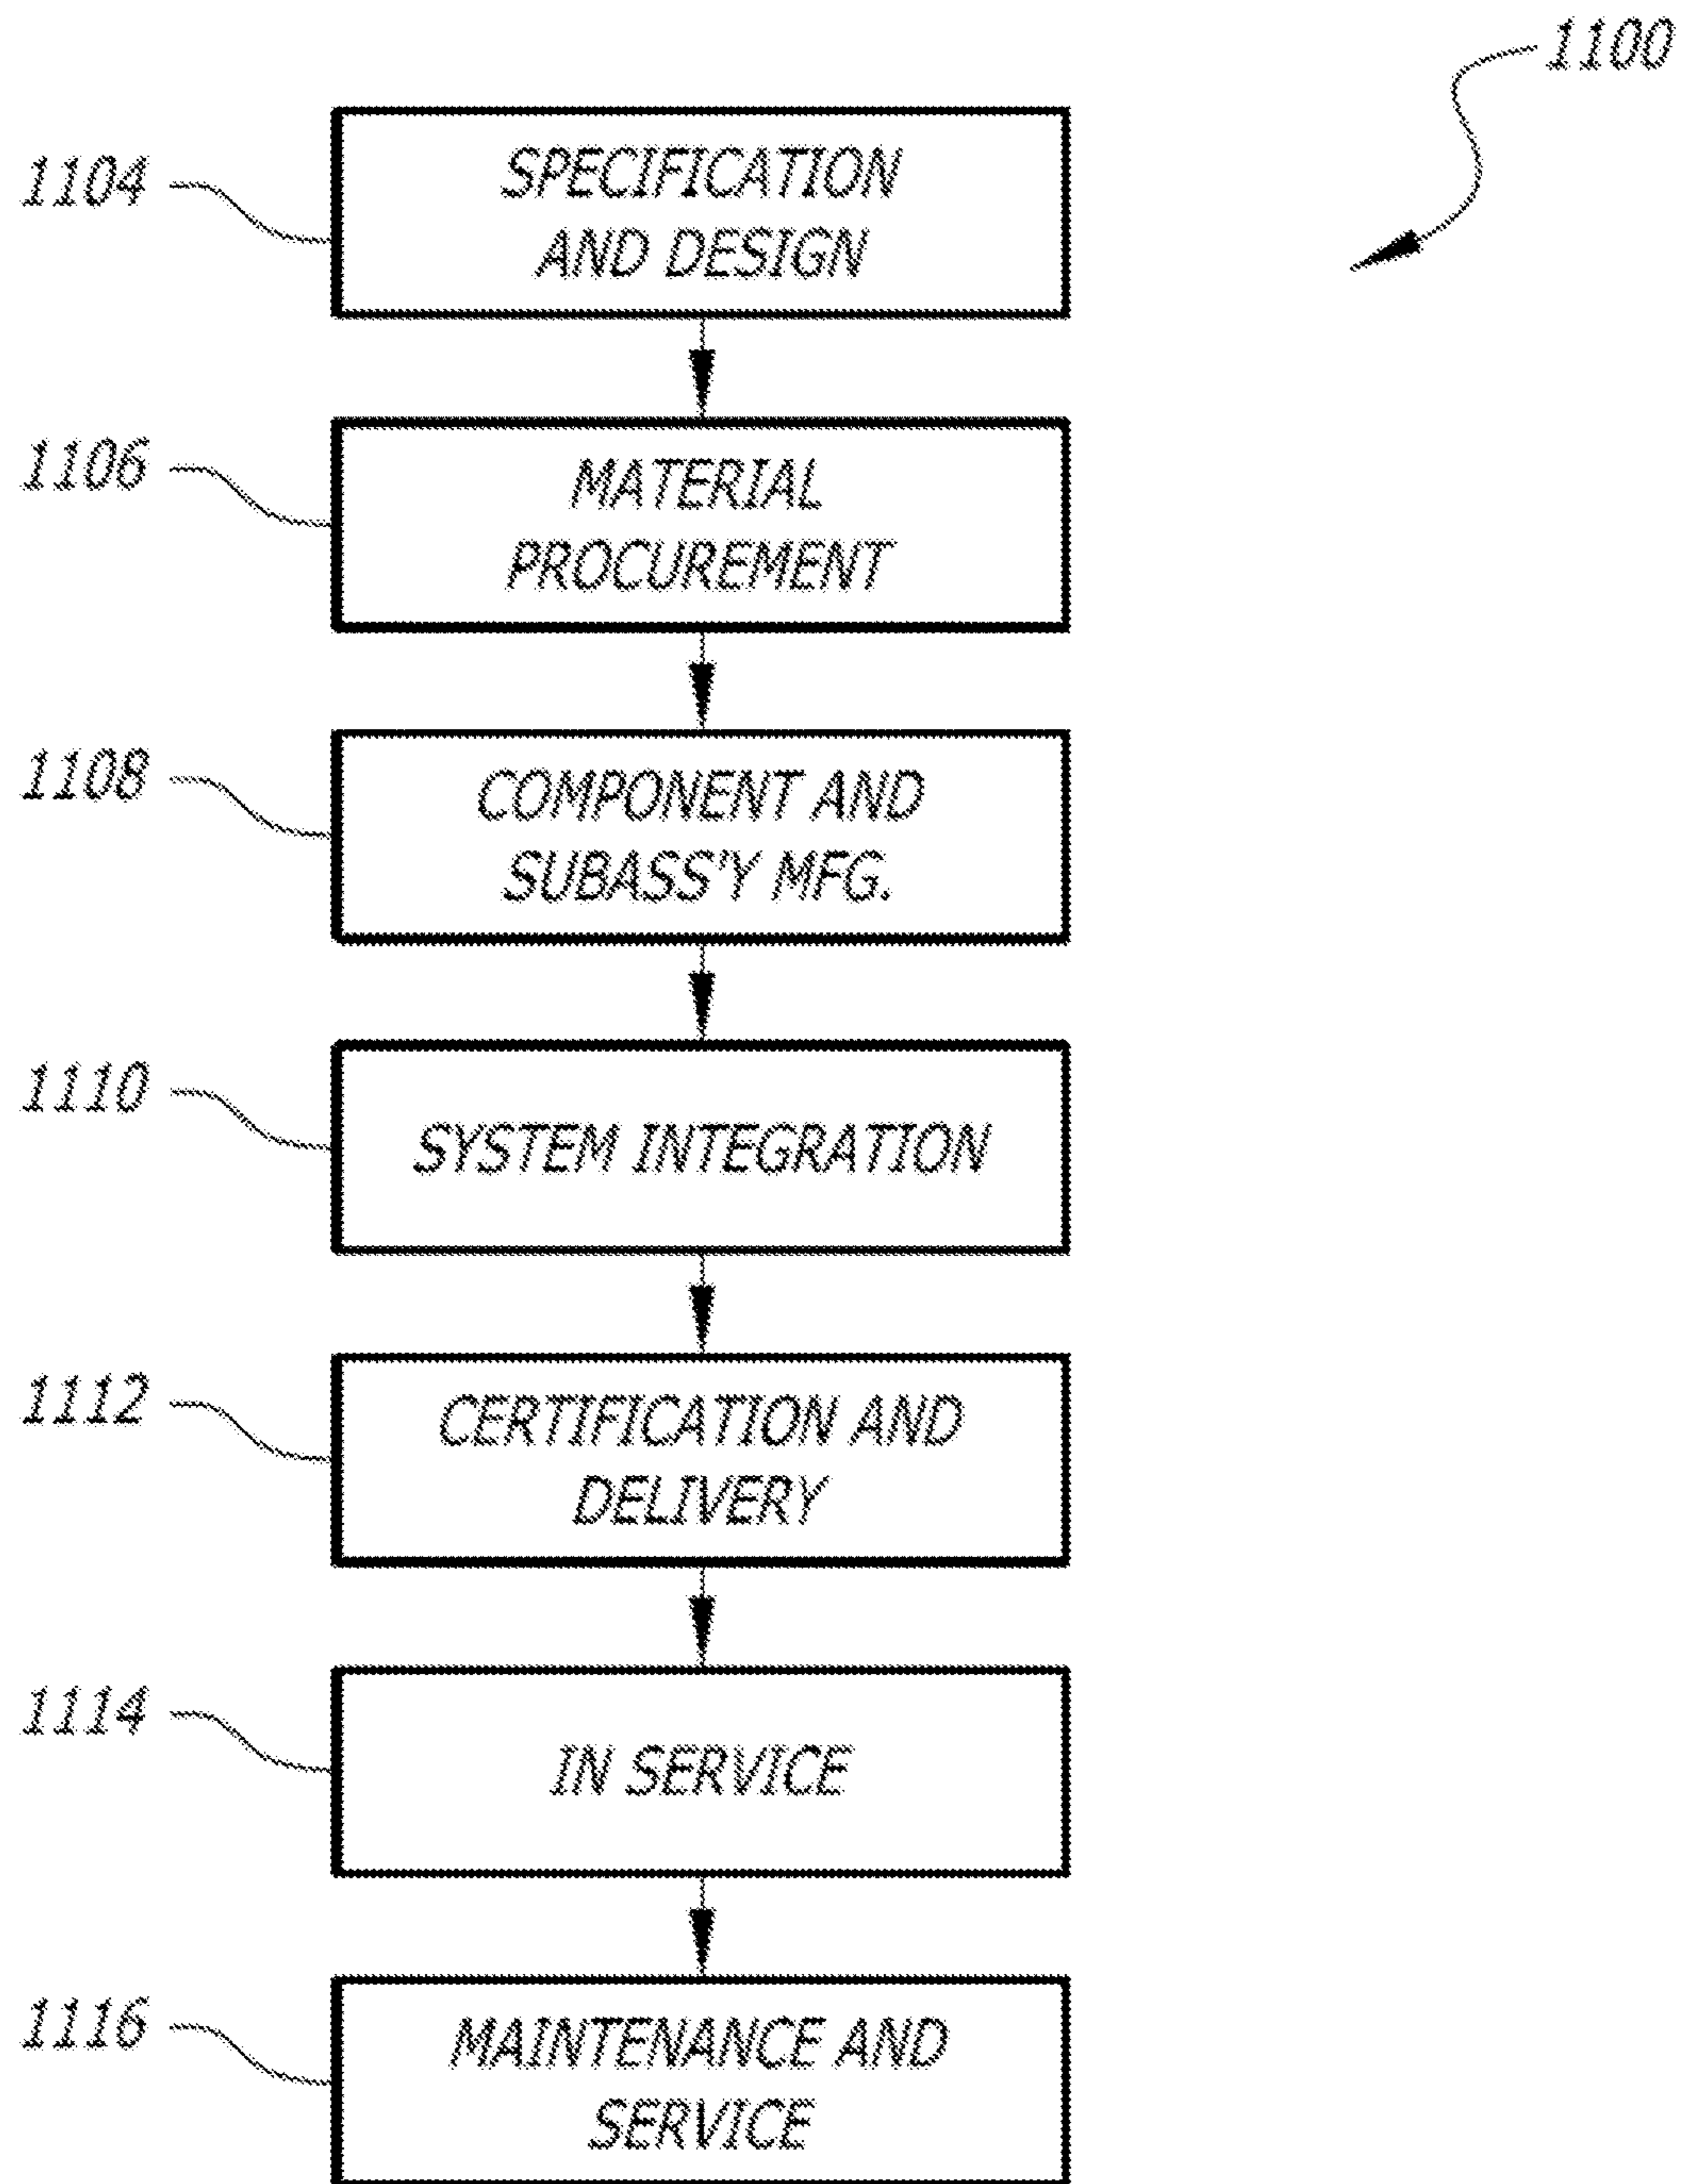 1100
1104
SPECIFICATION
AND DESIGN
1106
MATERIAL
PROCUREMENT
1108
COMPONENT AND
SUBASS'Y MFG.
1110
SYSTEM INTEGRATION
1112
CERTIFICATION AND
DELIVERY
1114
IN SERVICE
1116
MAINTENANCE AND
SERVICE